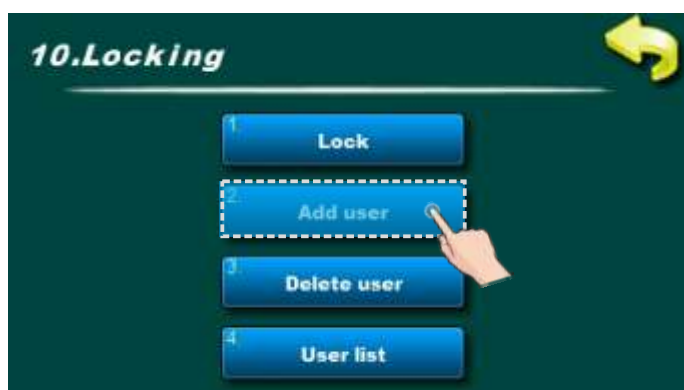 10.Locking
1.
Lock
2.
Add user
3.
Delete user
4.
User list